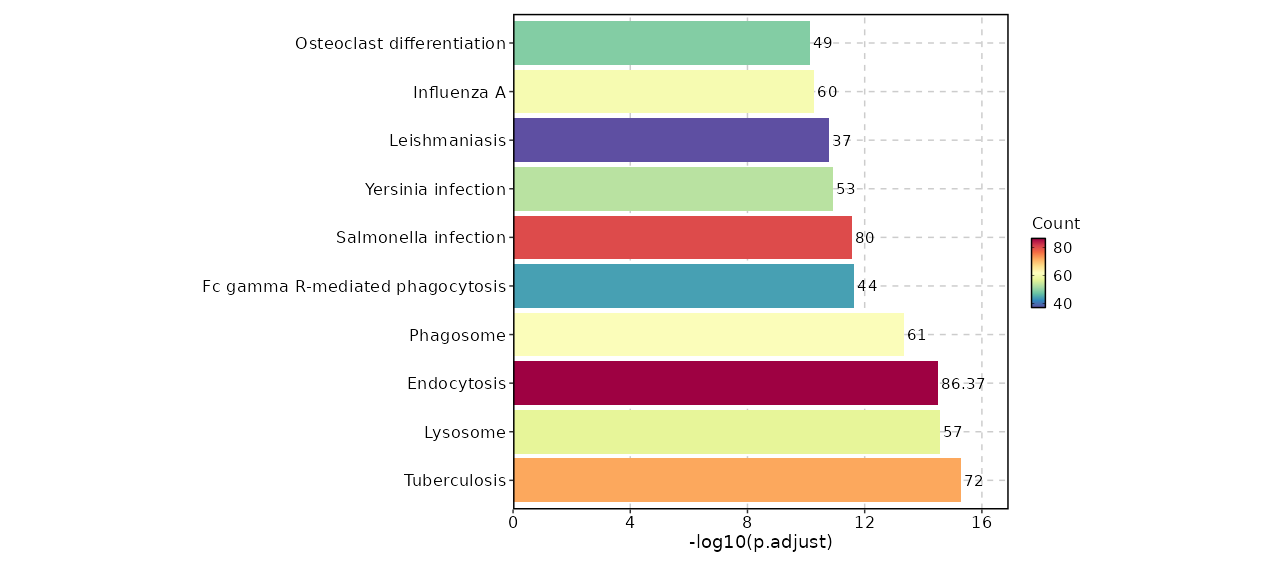 Osteoclast differentiation 49
Influenza A 60
Leishmaniasis 37
Yersinia infection 53
Salmonella infection 80
Fc gamma R-mediated phagocytosis 44
Phagosome 61
Endocytosis 86.37
Lysosome 57
Tuberculosis 72
0 4 8 12 16
-log10(p.adjust)
Count
80
60
40